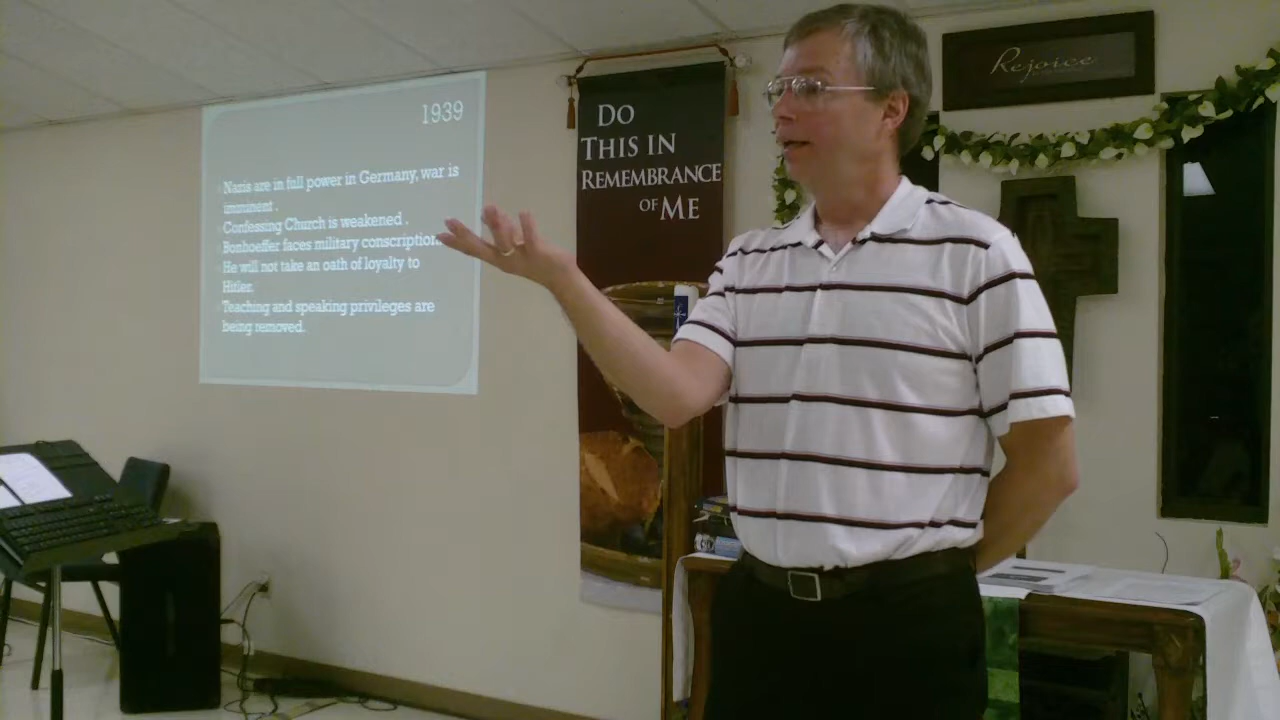 1939
Nazis are in full power in Germany, war is
imminent .
Confessing Church is weakened .
Bonhoeffer faces military conscription.
He will not take an oath of loyalty to
Hitler.
Teaching and speaking privileges are
being removed.
DO
THIS IN
REMEMBRANCE
OF ME
Rejoice